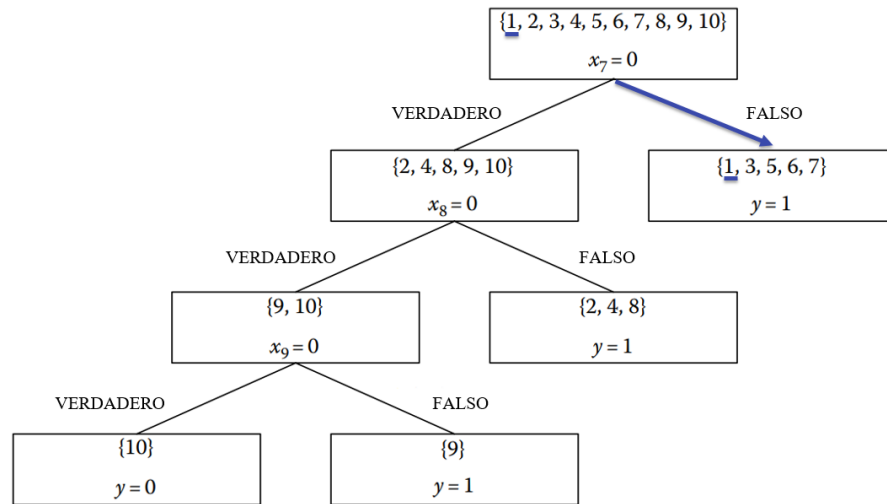 {1, 2, 3, 4, 5, 6, 7, 8, 9, 10}
x₇ = 0
VERDADERO
FALSO
{2, 4, 8, 9, 10}
x₈ = 0
{1, 3, 5, 6, 7}
y = 1
VERDADERO
FALSO
{9, 10}
x₉ = 0
{2, 4, 8}
y = 1
VERDADERO
FALSO
{10}
y = 0
{9}
y = 1